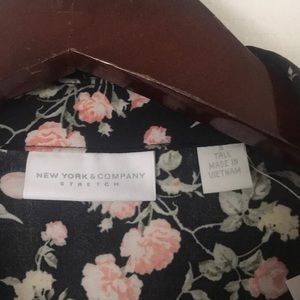 NEW YORK & COMPANY
STRETCH
TALL
MADE IN
VIETNAM